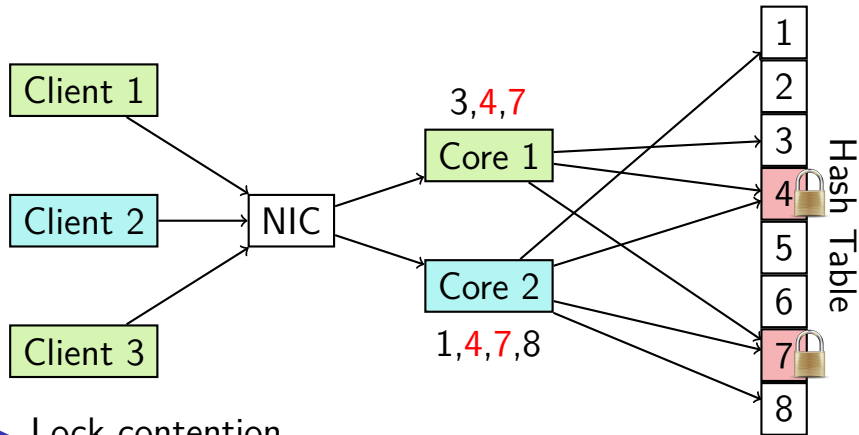 Client 1
Client 2
Client 3
NIC
3,4,7
Core 1
Core 2
1,4,7,8
1
2
3
4
5
6
7
8
Hash Table
Lock contention